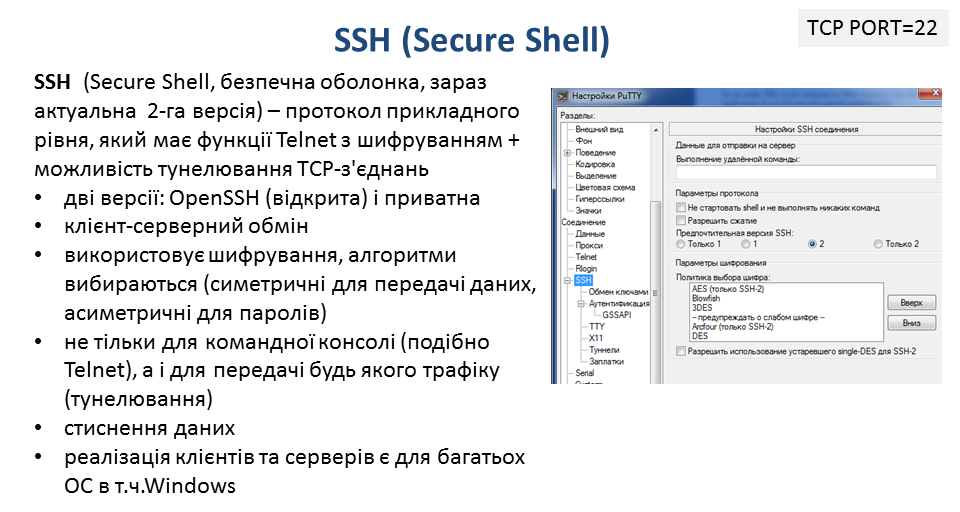 SSH (Secure Shell)
TCP PORT=22
SSH (Secure Shell, безпечна оболонка, зараз
актуальна 2-га версія) – протокол прикладного
рівня, який має функції Telnet з шифруванням +
можливість тунелювання TCP-з'єднань
• дві версії: OpenSSH (відкрита) і приватна
• клієнт-серверний обмін
• використовує шифрування, алгоритми
вибираються (симетричні для передачі даних,
асиметричні для паролів)
• не тільки для командної консолі (подібно
Telnet), а і для передачі будь якого трафіку
(тунелювання)
• стиснення даних
• реалізація клієнтів та серверів є для багатьох
ОС в т.ч.Windows
Настройки PuTTY
Разделы:
Внешний вид
Фон
Поведение
Кодировка
Выделение
Цветовая схема
Гиперссылки
Значки
Соединение
Данные
Прокси
Telnet
Rlogin
SSH
Обмен ключами
Аутентификация
GSSAPI
TTY
X11
Туннели
Заплатки
Serial
Настройки SSH соединения
Данные для отправки на сервер
Выполнение удалённой команды:
Параметры протокола
Не стартовать shell и не выполнять никаких команд
Разрешить сжатие
Предпочтительная версия SSH:
Только 1 1 2 Только 2
Параметры шифрования
Политика выбора шифра:
AES (только SSH-2)
Blowfish
3DES
-- предупреждать о слабом шифре --
Arcfour (только SSH-2)
DES
Вверх
Вниз
Разрешить использование устаревшего single-DES для SSH-2